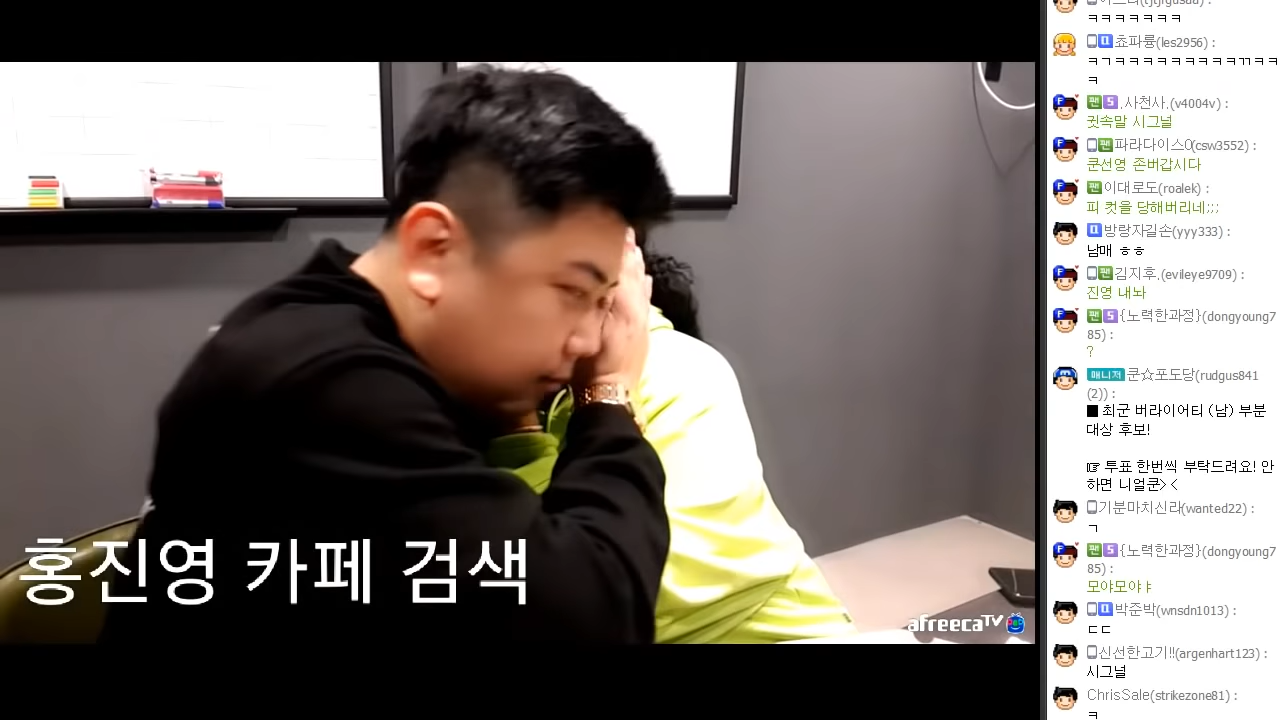 홍진영 카페 검색
afreecaTV
ㅋㅋㅋㅋㅋㅋㅋ
쵸파륭(les2956) :
ㅋㄱㅋㅋㅋㅋㅋㅋㅋㅋㅋㄲㅋㅋ
ㅋ
팬 S .사천사.(v4004v) :
귓속말 시그널
팬 파라다이스0(csw3552) :
쿤선영 존버갑시다
팬 이대로도(roalek) :
피 컷을 당해버리네;;;
방랑자길손(yyy333) :
남매 ㅎㅎ
팬 김지후.(evileye9709) :
진영 내놔
팬 S {노력한과정}(dongyoung7
85) :
?
매니저 쿤☆포도당(rudgus841
(2)) :
■ 최군 버라이어티 (남) 부분
대상 후보!
☞ 투표 한번씩 부탁드려요! 안
하면 니얼쿤> <
기분마치신라(wanted22) :
ㄱ
팬 S {노력한과정}(dongyoung7
85) :
모야모야ㅑ
박준박(wnsdn1013) :
ㄷㄷ
신선한고기!!(argenhart123) :
시그널
ChrisSale(strikezone81) :
ㅋ